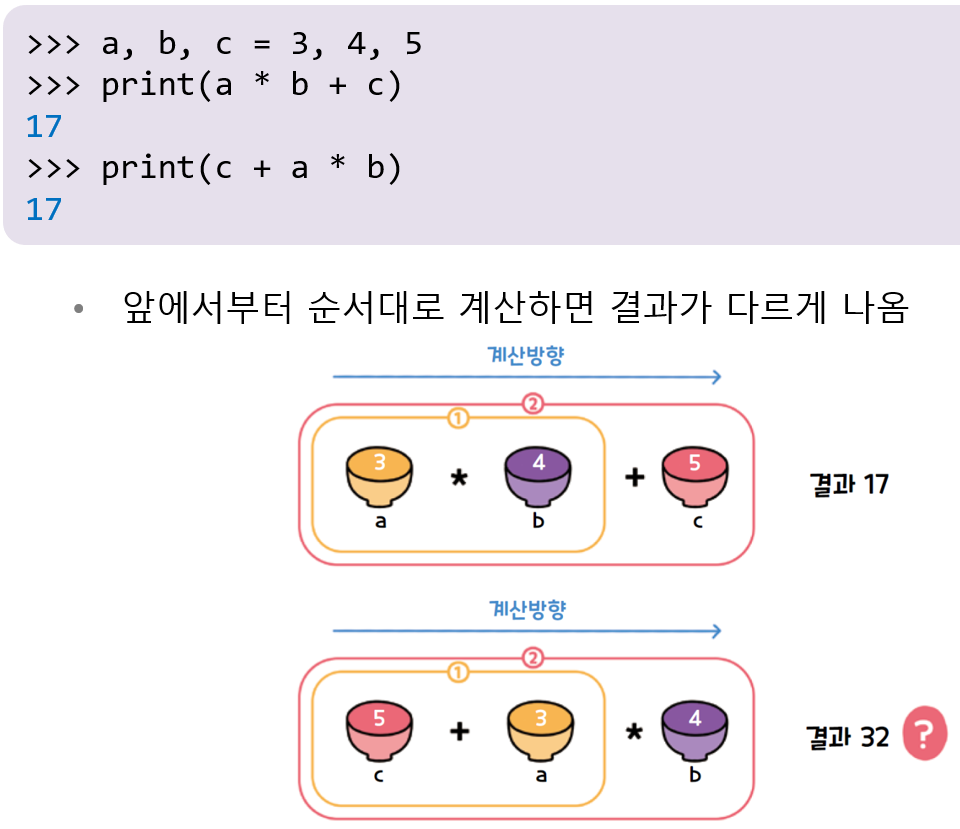 >>> a, b, c = 3, 4, 5
>>> print(a * b + c)
17
>>> print(c + a * b)
17
• 앞에서부터 순서대로 계산하면 결과가 다르게 나옴
계산방향
① ②
3 * 4 + 5 결과 17
a b c
계산방향
① ②
5 + 3 * 4 결과 32 ?
c a b